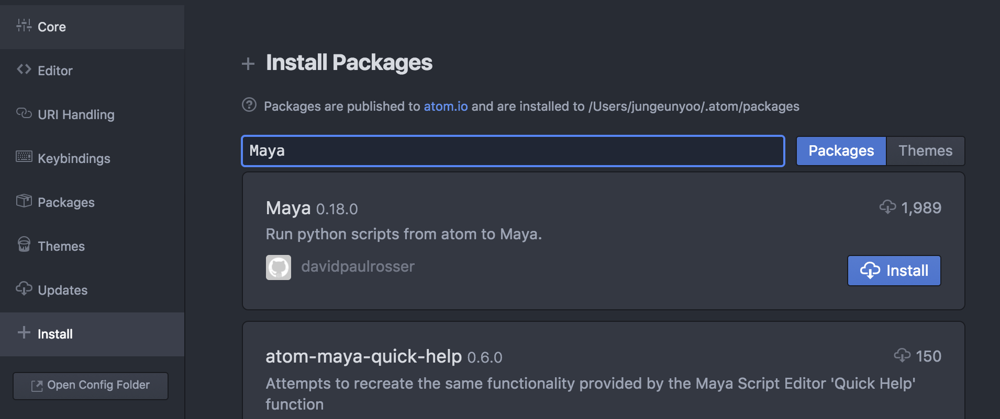 Core
Editor
URI Handling
Keybindings
Packages
Themes
Updates
Install
Open Config Folder
Install Packages
Packages are published to atom.io and are installed to /Users/jungeunyoo/.atom/packages
Maya
Packages
Themes
Maya 0.18.0
1,989
Run python scripts from atom to Maya.
davidpaulrosser
Install
atom-maya-quick-help 0.6.0
150
Attempts to recreate the same functionality provided by the Maya Script Editor 'Quick Help'
function